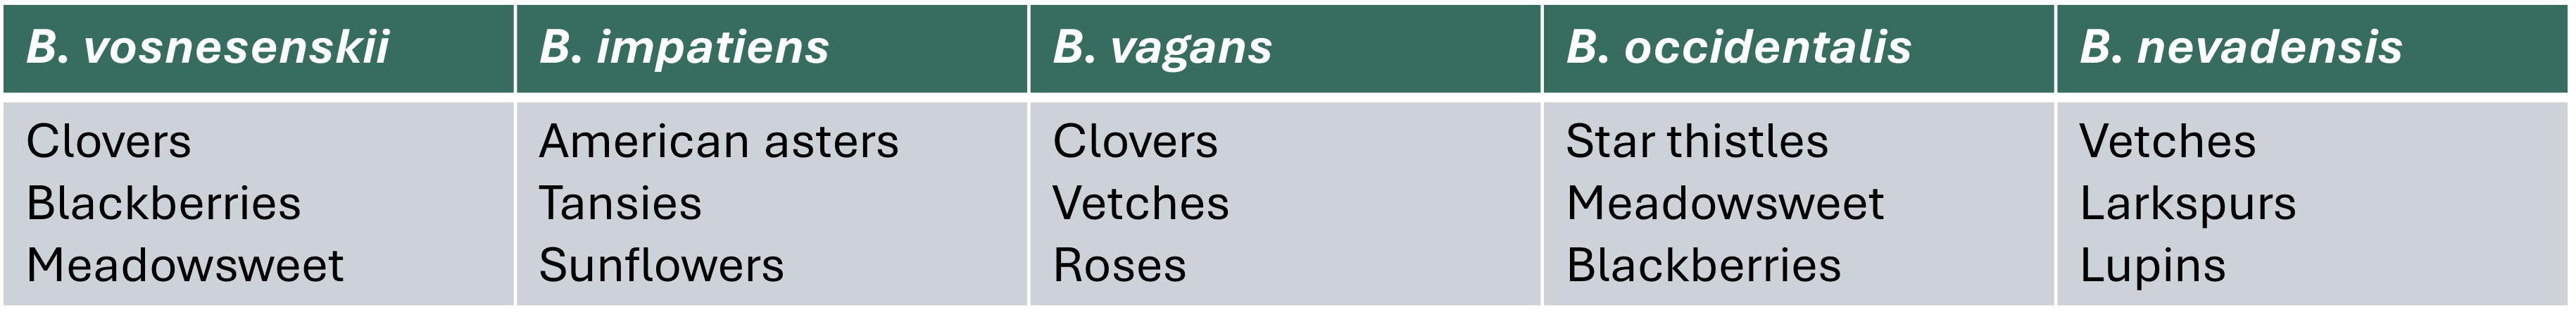 B. vosnesenskii B. impatiens B. vagans B. occidentalis B. nevadensis
Clovers American asters Clovers Star thistles Vetches
Blackberries Tansies Vetches Meadowsweet Larkspurs
Meadowsweet Sunflowers Roses Blackberries Lupins